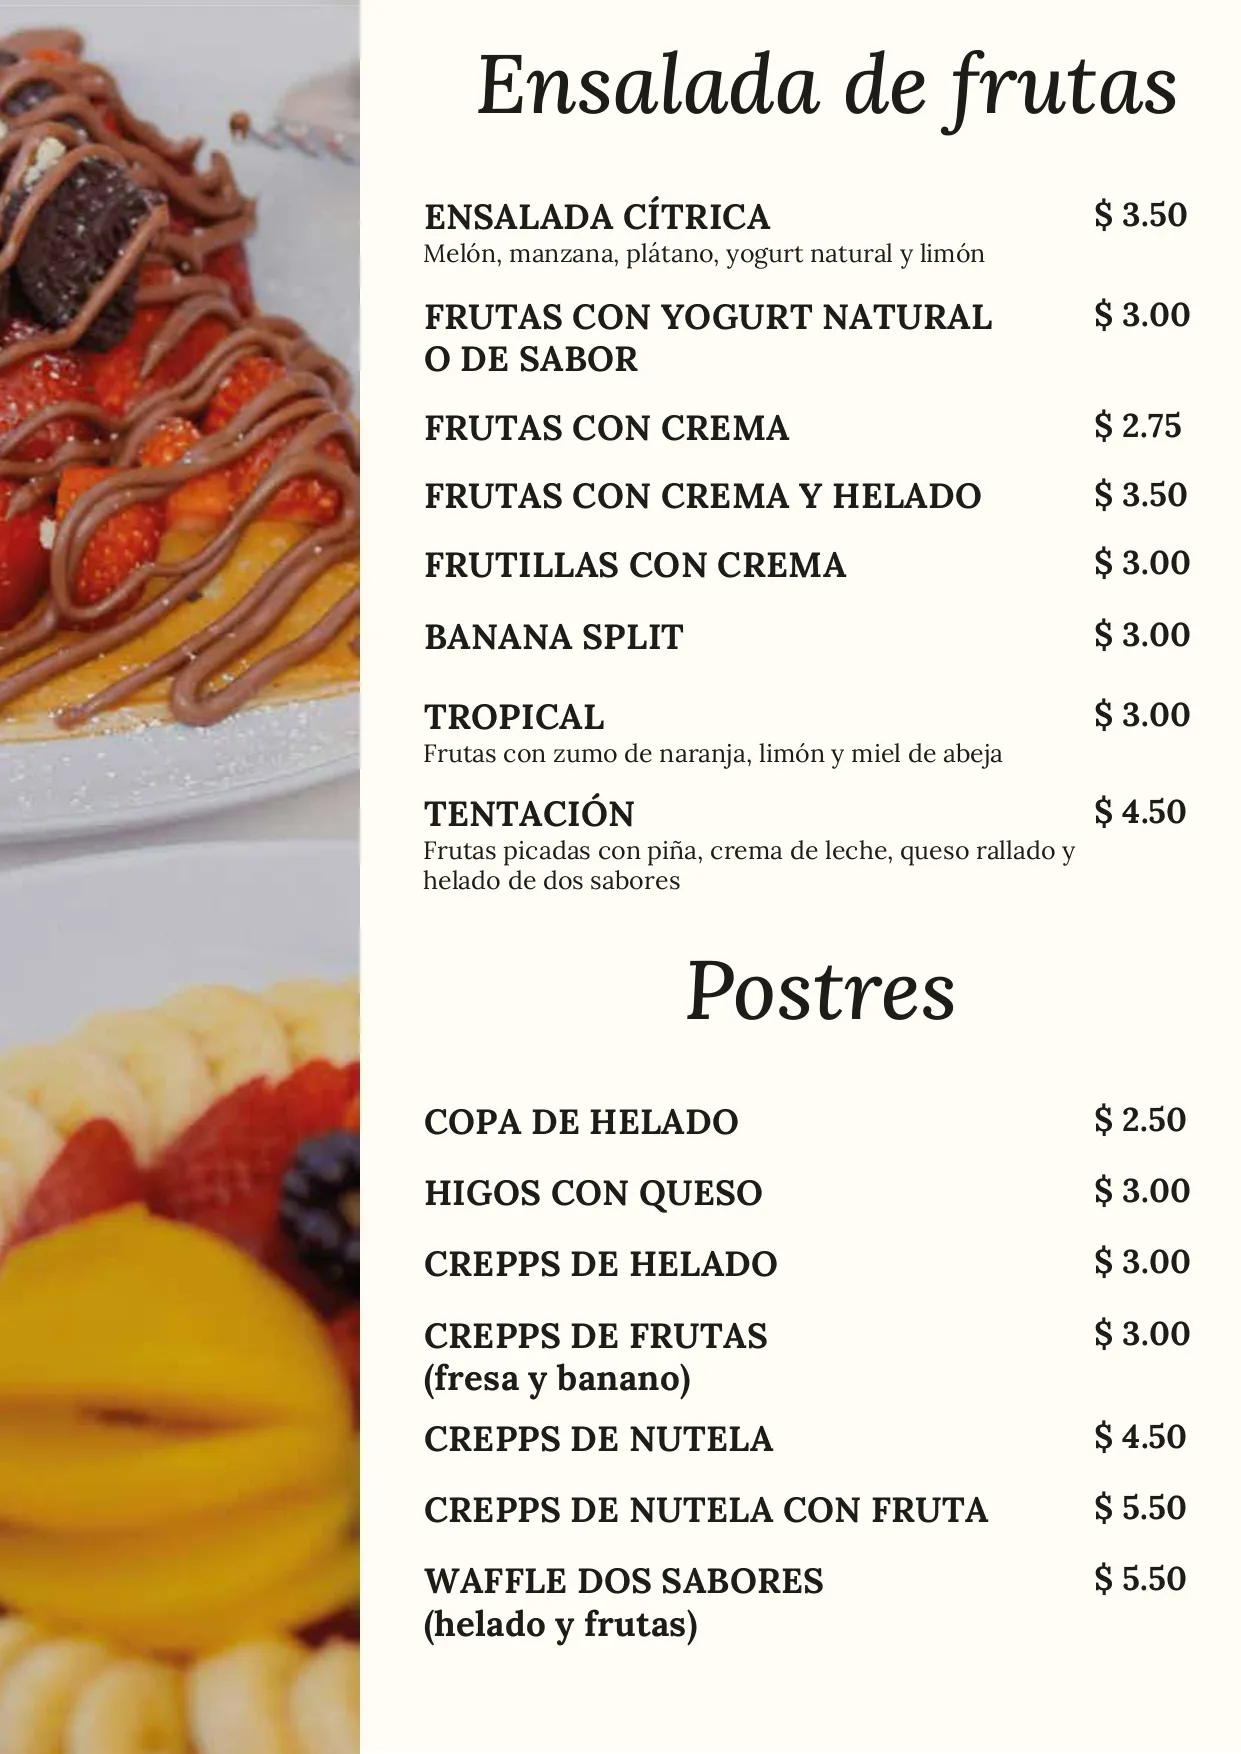 Ensalada de frutas
ENSALADA CÍTRICA $ 3.50
Melón, manzana, plátano, yogurt natural y limón
FRUTAS CON YOGURT NATURAL $ 3.00
O DE SABOR
FRUTAS CON CREMA $ 2.75
FRUTAS CON CREMA Y HELADO $ 3.50
FRUTILLAS CON CREMA $ 3.00
BANANA SPLIT $ 3.00
TROPICAL $ 3.00
Frutas con zumo de naranja, limón y miel de abeja
TENTACIÓN $ 4.50
Frutas picadas con piña, crema de leche, queso rallado y
helado de dos sabores
Postres
COPA DE HELADO $ 2.50
HIGOS CON QUESO $ 3.00
CREPPS DE HELADO $ 3.00
CREPPS DE FRUTAS $ 3.00
(fresa y banano)
CREPPS DE NUTELA $ 4.50
CREPPS DE NUTELA CON FRUTA $ 5.50
WAFFLE DOS SABORES $ 5.50
(helado y frutas)